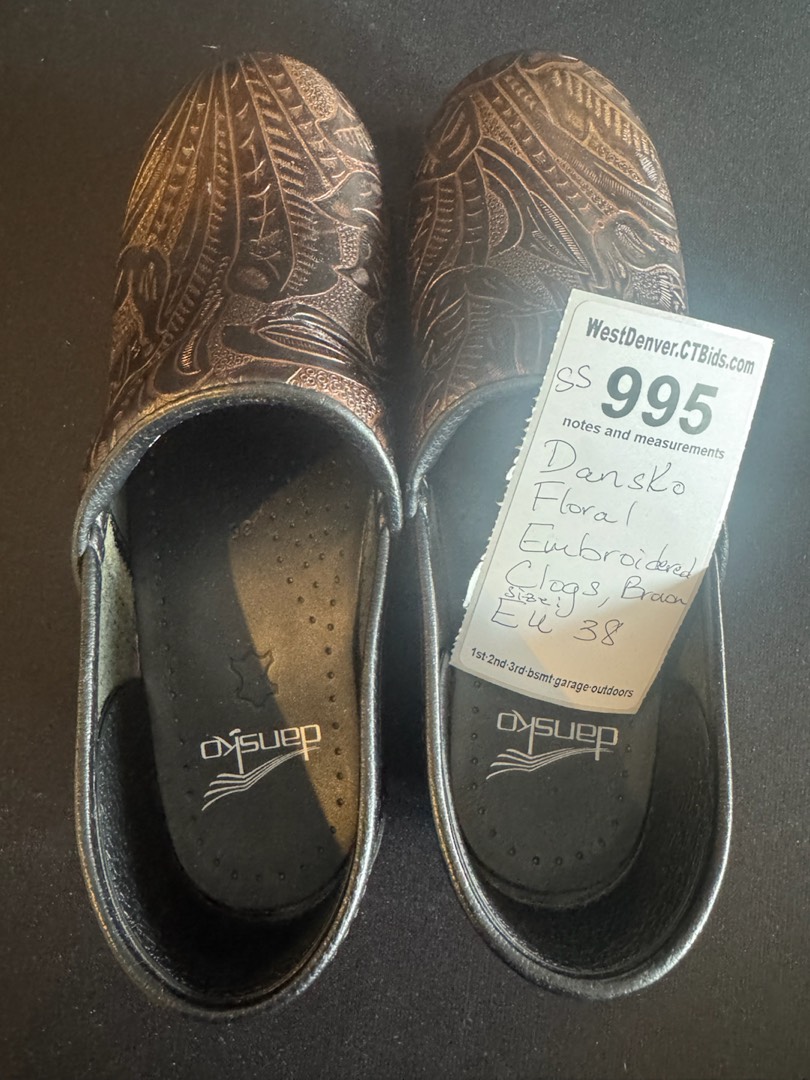 WestDenver.CTBids.com
SS 995
notes and measurements
Dansko
Floral
Embroidered
Clogs, Brown
Size:
EU 38
1st·2nd·3rd·bsmt·garage·outdoors
dansko
dansko